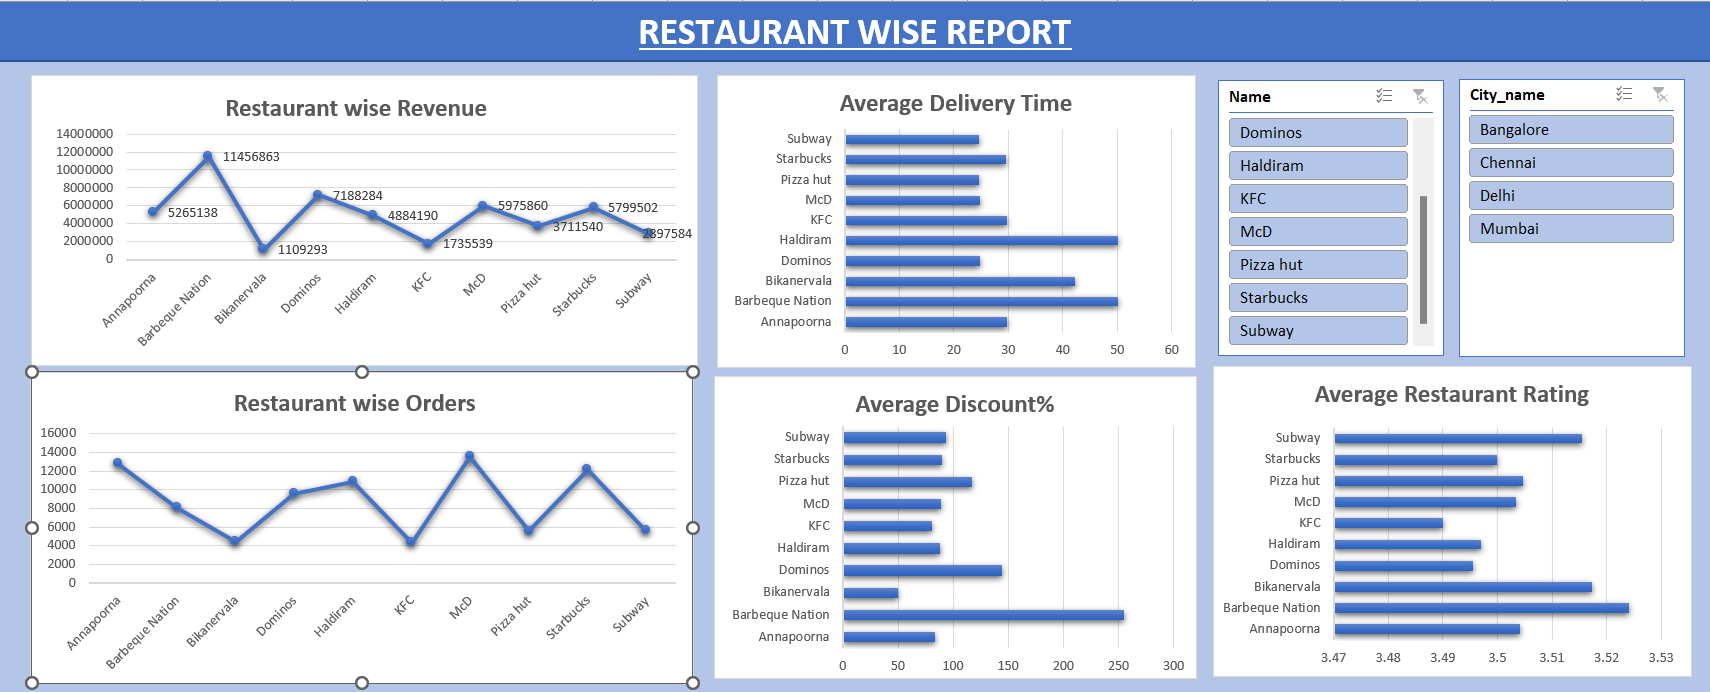 RESTAURANT WISE REPORT
Restaurant wise Revenue
14000000
12000000
10000000
8000000
6000000
4000000
2000000
0
5265138
11456863
1109293
7188284
4884190
1735539
5975860
3711540
5799502
2897584
Annapoorna
Barbeque Nation
Bikanervala
Dominos
Haldiram
KFC
McD
Pizza hut
Starbucks
Subway
Average Delivery Time
Subway
Starbucks
Pizza hut
McD
KFC
Haldiram
Dominos
Bikanervala
Barbeque Nation
Annapoorna
0 10 20 30 40 50 60
Name
Dominos
Haldiram
KFC
McD
Pizza hut
Starbucks
Subway
City_name
Bangalore
Chennai
Delhi
Mumbai
Restaurant wise Orders
16000
14000
12000
10000
8000
6000
4000
2000
0
Annapoorna
Barbeque Nation
Bikanervala
Dominos
Haldiram
KFC
McD
Pizza hut
Starbucks
Subway
Average Discount%
Subway
Starbucks
Pizza hut
McD
KFC
Haldiram
Dominos
Bikanervala
Barbeque Nation
Annapoorna
0 50 100 150 200 250 300
Average Restaurant Rating
Subway
Starbucks
Pizza hut
McD
KFC
Haldiram
Dominos
Bikanervala
Barbeque Nation
Annapoorna
3.47 3.48 3.49 3.5 3.51 3.52 3.53